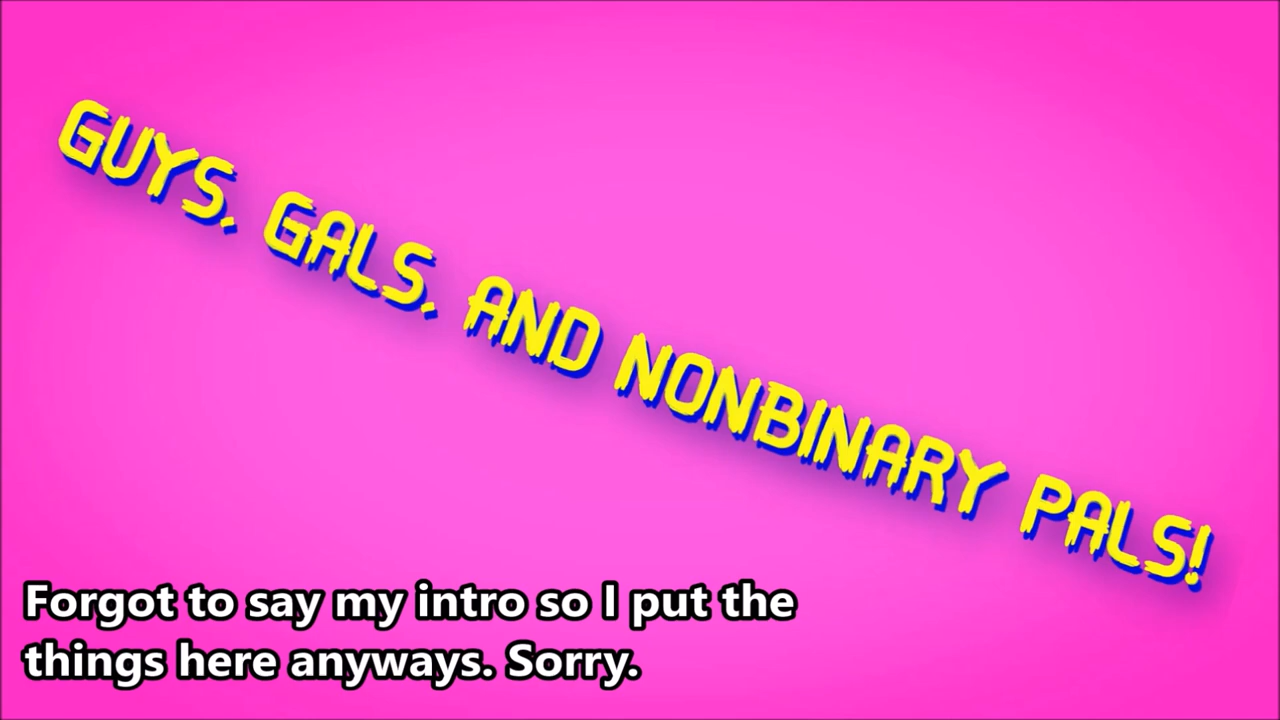 GUYS, GALS, AND NONBINARY PALS!
Forgot to say my intro so I put the
things here anyways. Sorry.